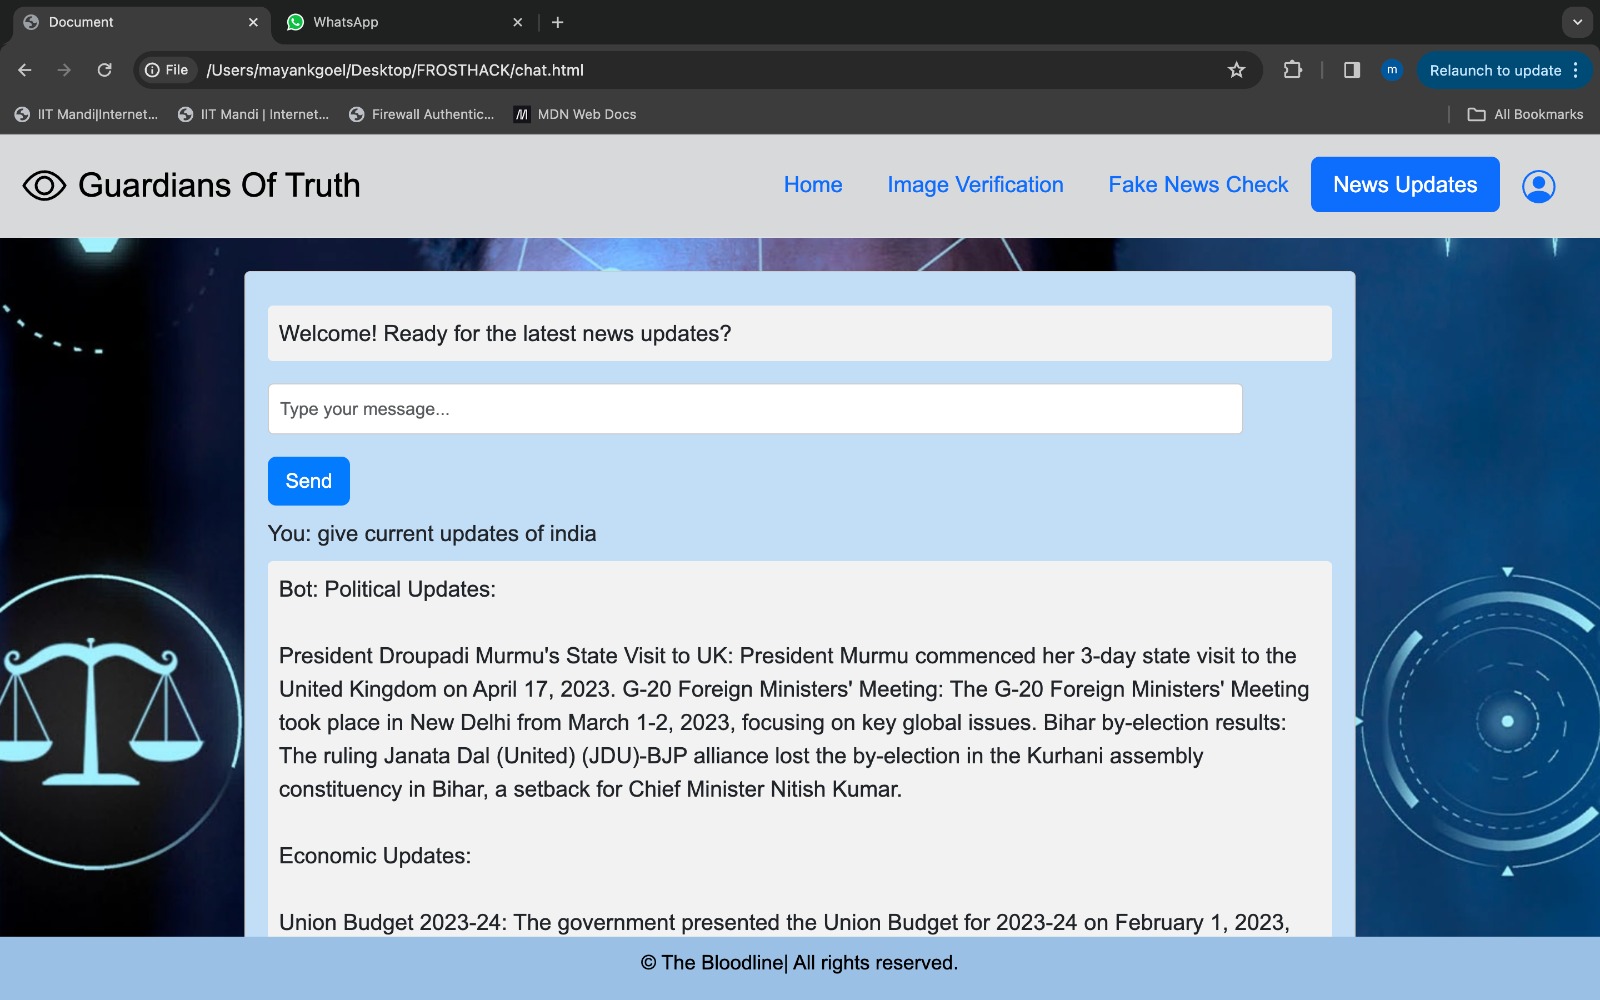 Document
WhatsApp
File
/Users/mayankgoel/Desktop/FROSTHACK/chat.html
m
Relaunch to update
IIT Mandi|Internet...
IIT Mandi | Internet...
Firewall Authentic...
MDN Web Docs
All Bookmarks
Guardians Of Truth
Home
Image Verification
Fake News Check
News Updates
Welcome! Ready for the latest news updates?
Type your message...
Send
You: give current updates of india
Bot: Political Updates:
President Droupadi Murmu's State Visit to UK: President Murmu commenced her 3-day state visit to the
United Kingdom on April 17, 2023. G-20 Foreign Ministers' Meeting: The G-20 Foreign Ministers' Meeting
took place in New Delhi from March 1-2, 2023, focusing on key global issues. Bihar by-election results:
The ruling Janata Dal (United) (JDU)-BJP alliance lost the by-election in the Kurhani assembly
constituency in Bihar, a setback for Chief Minister Nitish Kumar.
Economic Updates:
Union Budget 2023-24: The government presented the Union Budget for 2023-24 on February 1, 2023,
© The Bloodline| All rights reserved.